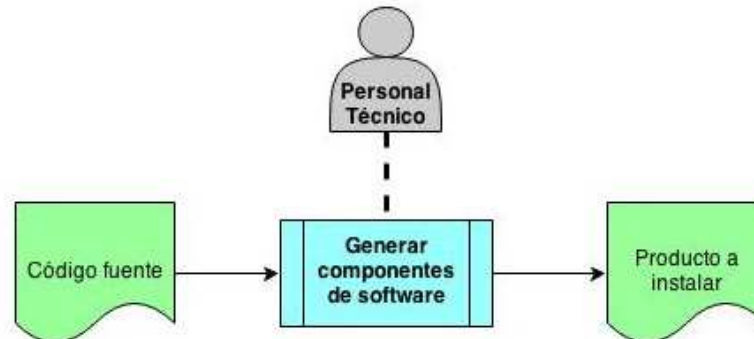 Personal
Técnico
Código fuente
Generar
componentes
de software
Producto a
instalar